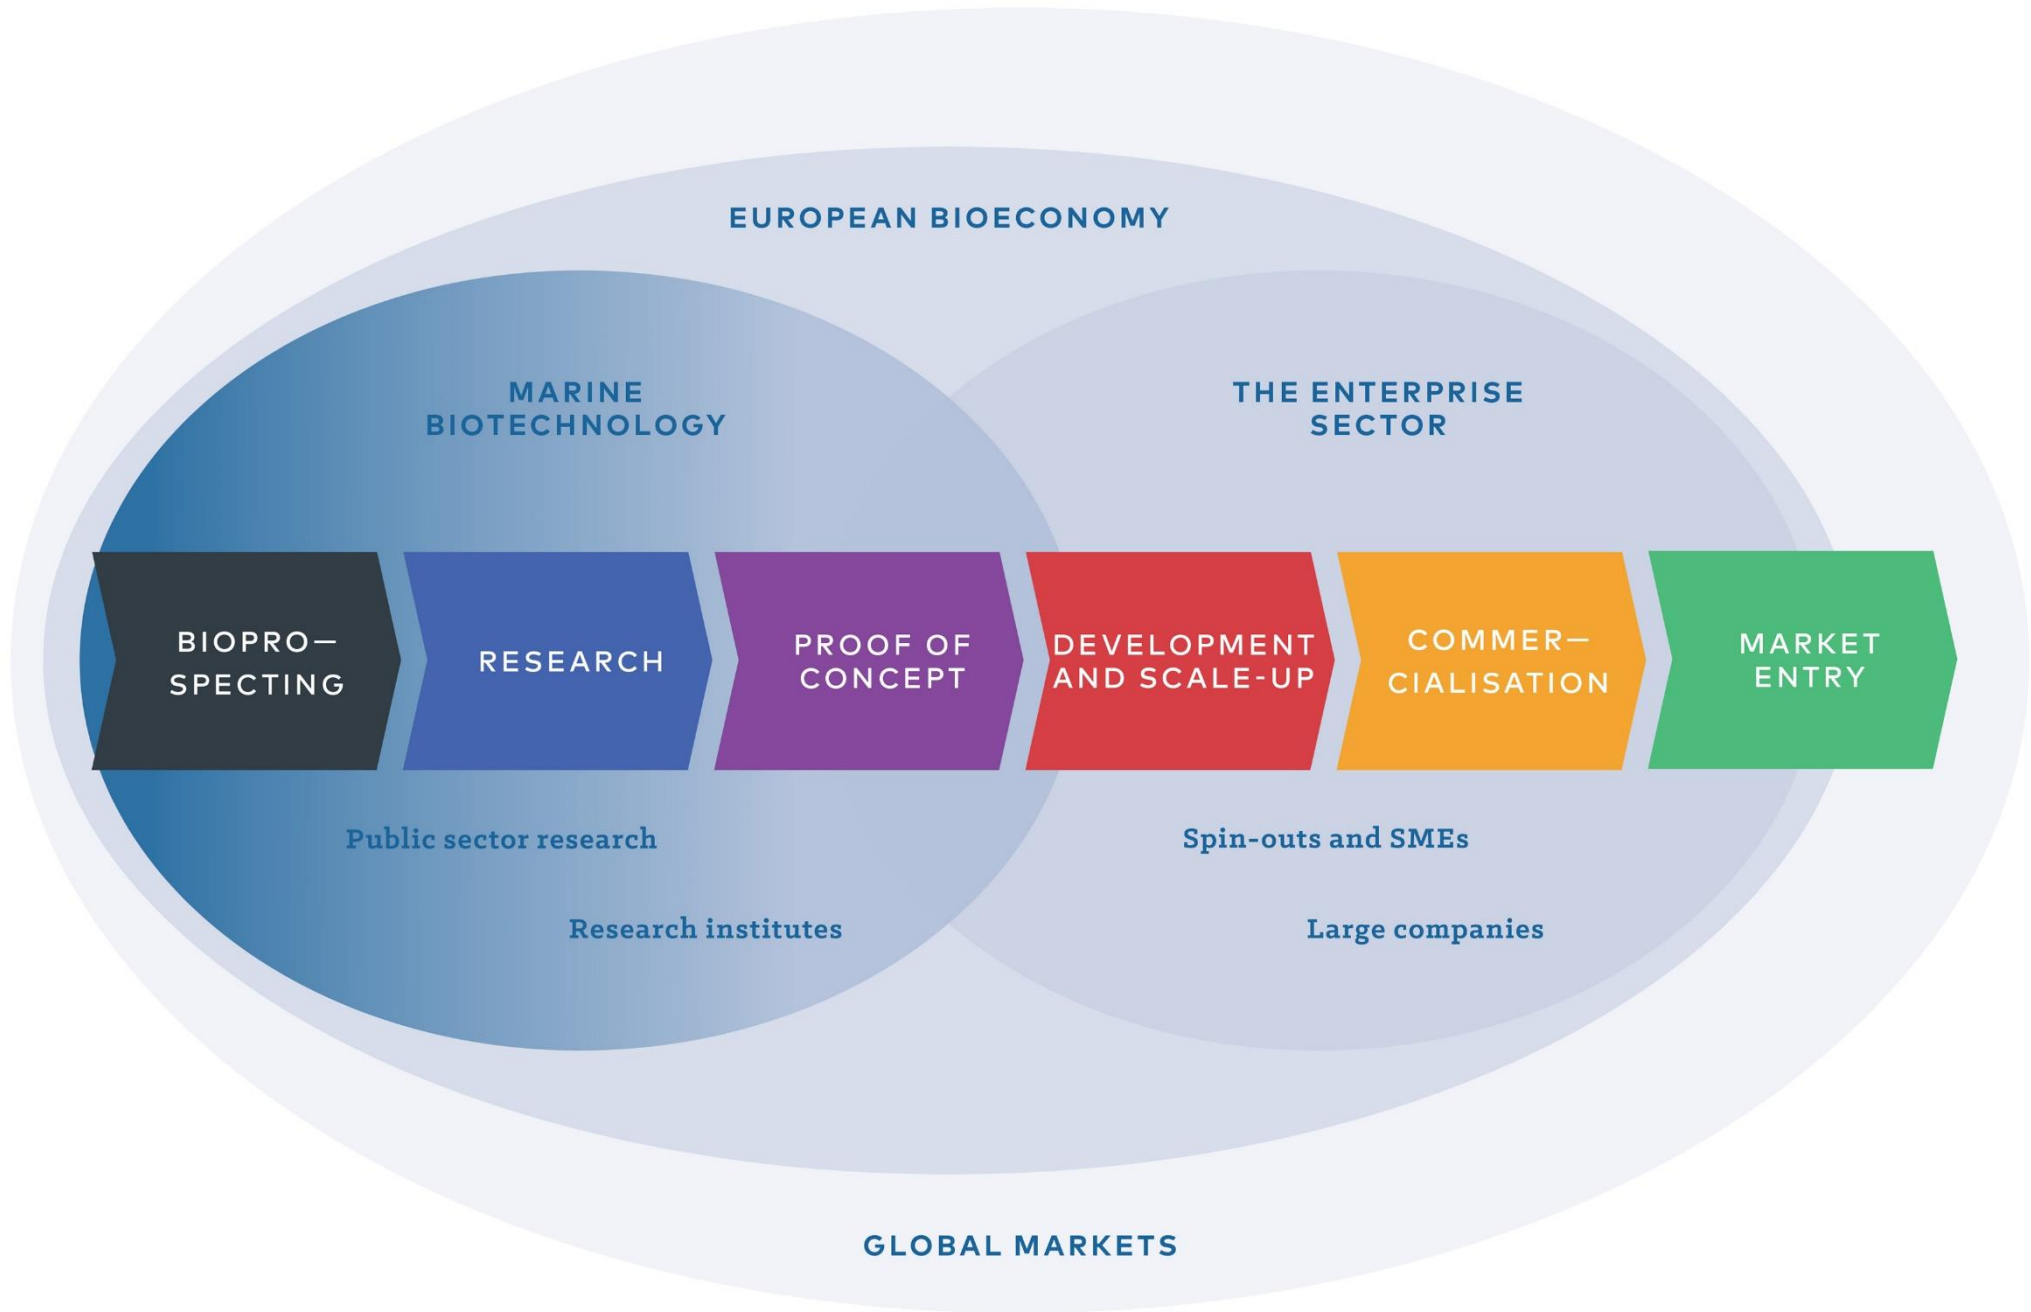 EUROPEAN BIOECONOMY
MARINE
BIOTECHNOLOGY
THE ENTERPRISE
SECTOR
BIOPRO—
SPECTING
RESEARCH
PROOF OF
CONCEPT
DEVELOPMENT
AND SCALE-UP
COMMER—
CIALISATION
MARKET
ENTRY
Public sector research
Research institutes
Spin-outs and SMEs
Large companies
GLOBAL MARKETS